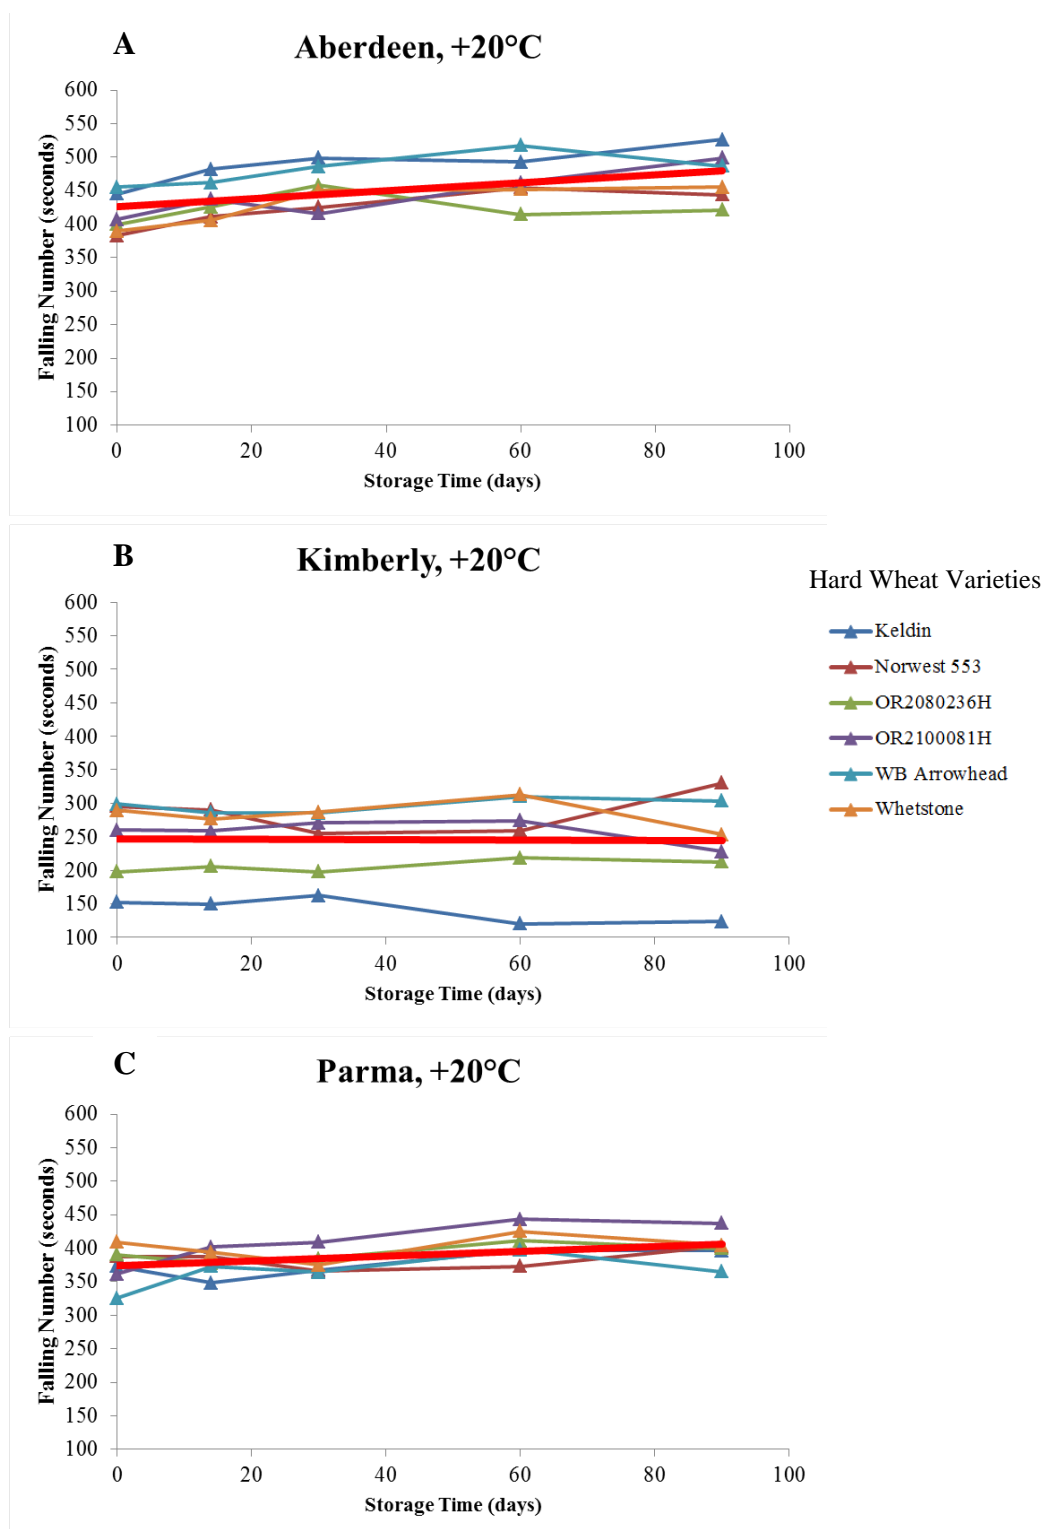 A
Aberdeen, +20°C
Falling Number (seconds)
600
550
500
450
400
350
300
250
200
150
100
0 20 40 60 80 100
Storage Time (days)
B
Kimberly, +20°C
Falling Number (seconds)
600
550
500
450
400
350
300
250
200
150
100
0 20 40 60 80 100
Storage Time (days)
Hard Wheat Varieties
Keldin
Norwest 553
OR2080236H
OR2100081H
WB Arrowhead
Whetstone
C
Parma, +20°C
Falling Number (seconds)
600
550
500
450
400
350
300
250
200
150
100
0 20 40 60 80 100
Storage Time (days)